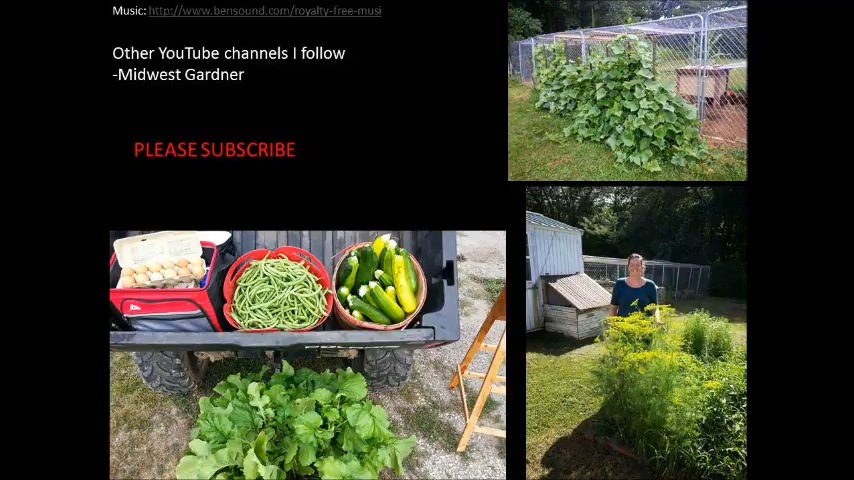 Music: http://www.bensound.com/royalty-free-musi
Other YouTube channels I follow
-Midwest Gardner
PLEASE SUBSCRIBE